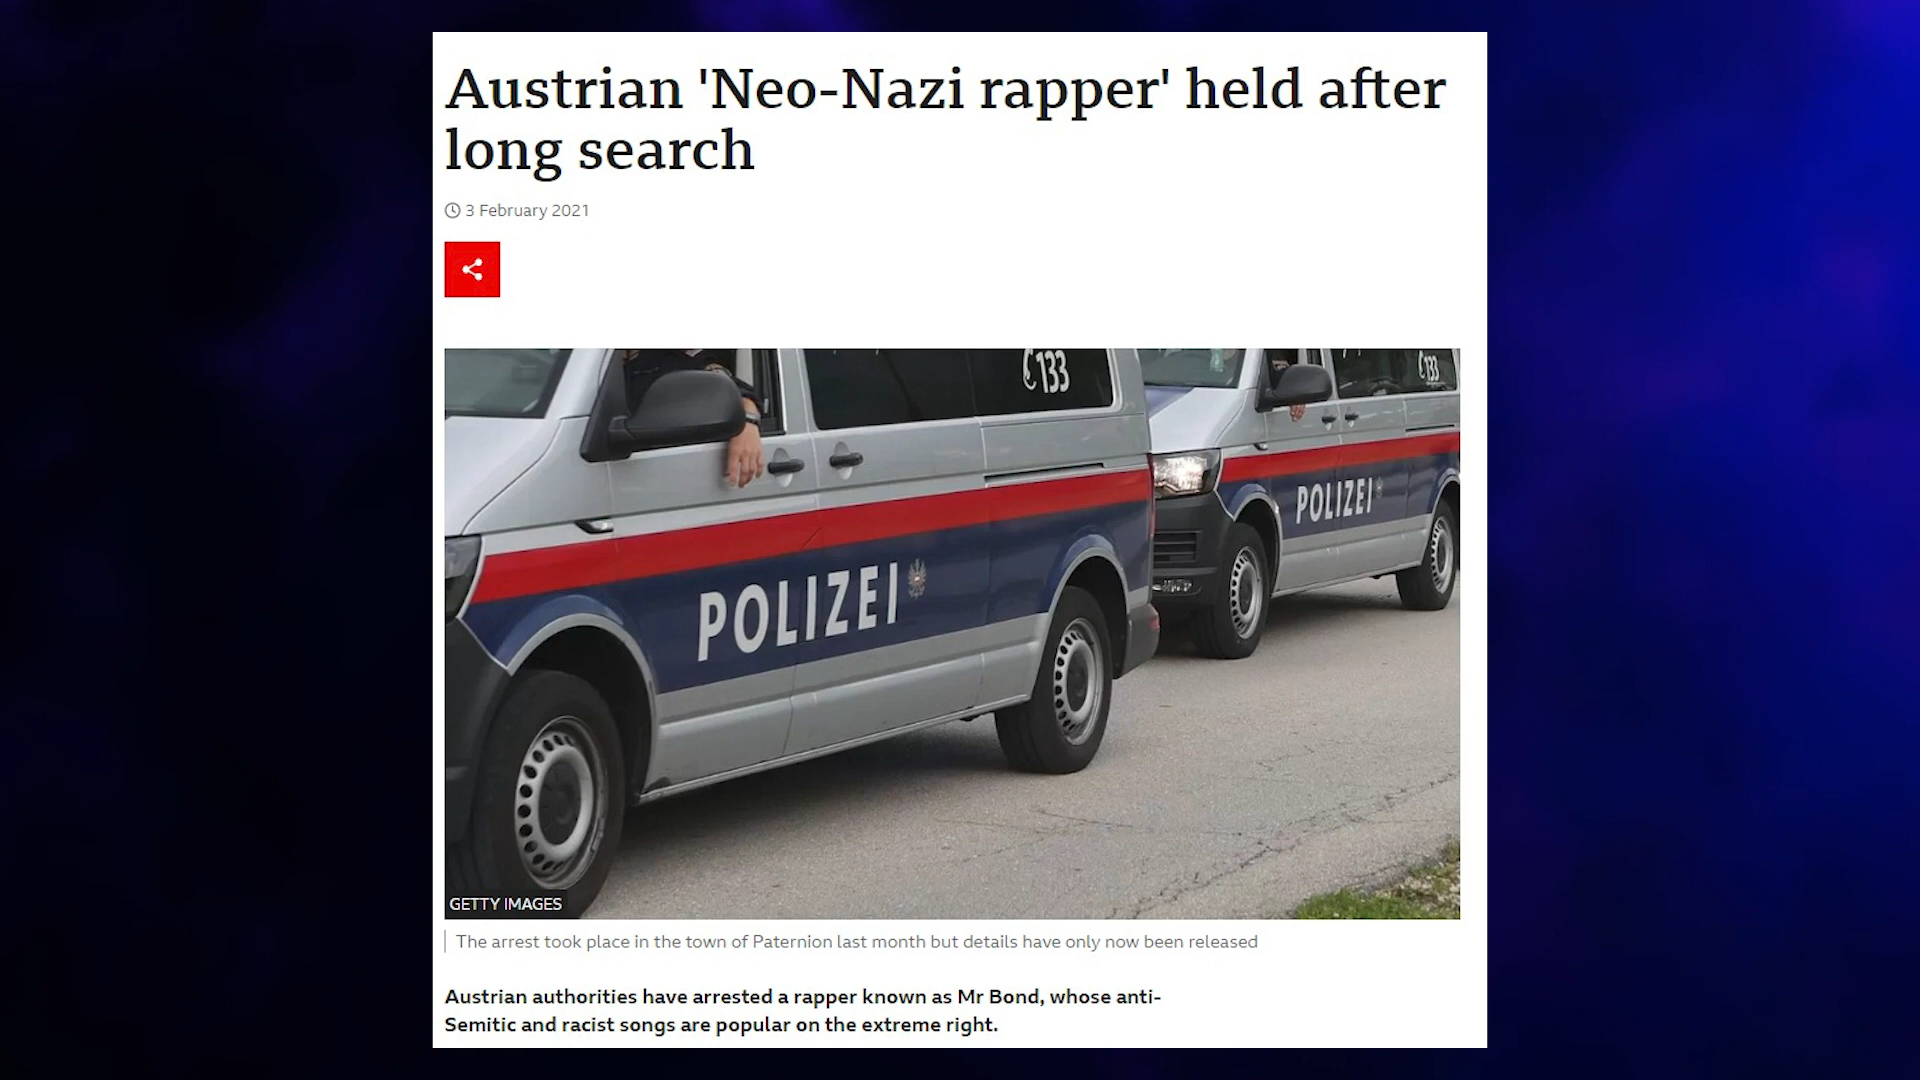 Austrian 'Neo-Nazi rapper' held after
long search
3 February 2021
133
133
POLIZEI
POLIZEI
GETTY IMAGES
The arrest took place in the town of Paternion last month but details have only now been released
Austrian authorities have arrested a rapper known as Mr Bond, whose anti-
Semitic and racist songs are popular on the extreme right.